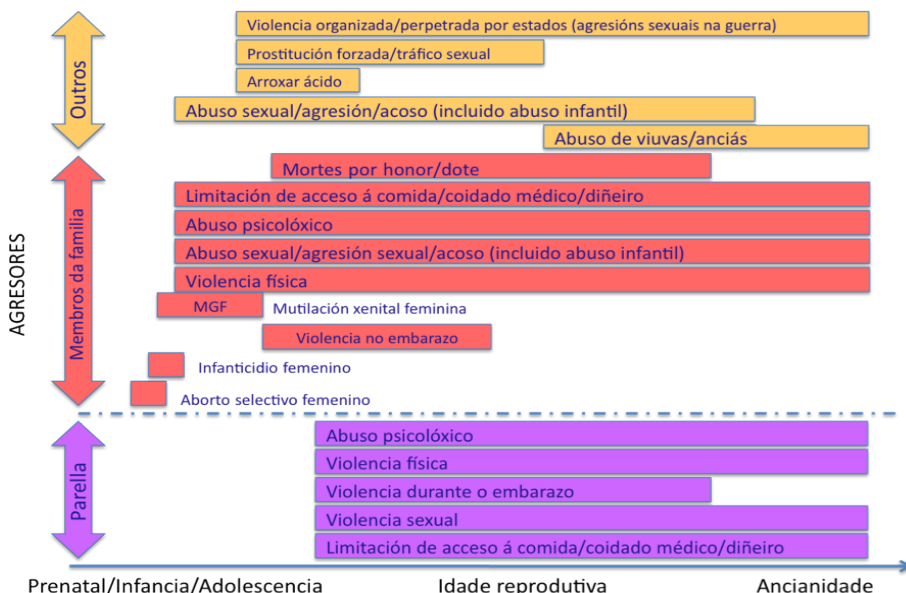 Violencia organizada/perpetrada por estados (agresións sexuais na guerra)
Prostitución forzada/tráfico sexual
Arroxar ácido
Abuso sexual/agresión/acoso (incluido abuso infantil)
Abuso de viuvas/anciás
Outros
Mortes por honor/dote
Limitación de acceso á comida/coidado médico/diñeiro
Abuso psicolóxico
Abuso sexual/agresión sexual/acoso (incluido abuso infantil)
Violencia física
MGF Mutilación xenital feminina
Violencia no embarazo
Infanticidio femenino
Aborto selectivo femenino
Membros da familia
AGRESORES
Abuso psicolóxico
Violencia física
Violencia durante o embarazo
Violencia sexual
Limitación de acceso á comida/coidado médico/diñeiro
Parella
Prenatal/Infancia/Adolescencia Idade reprodutiva Ancianidade